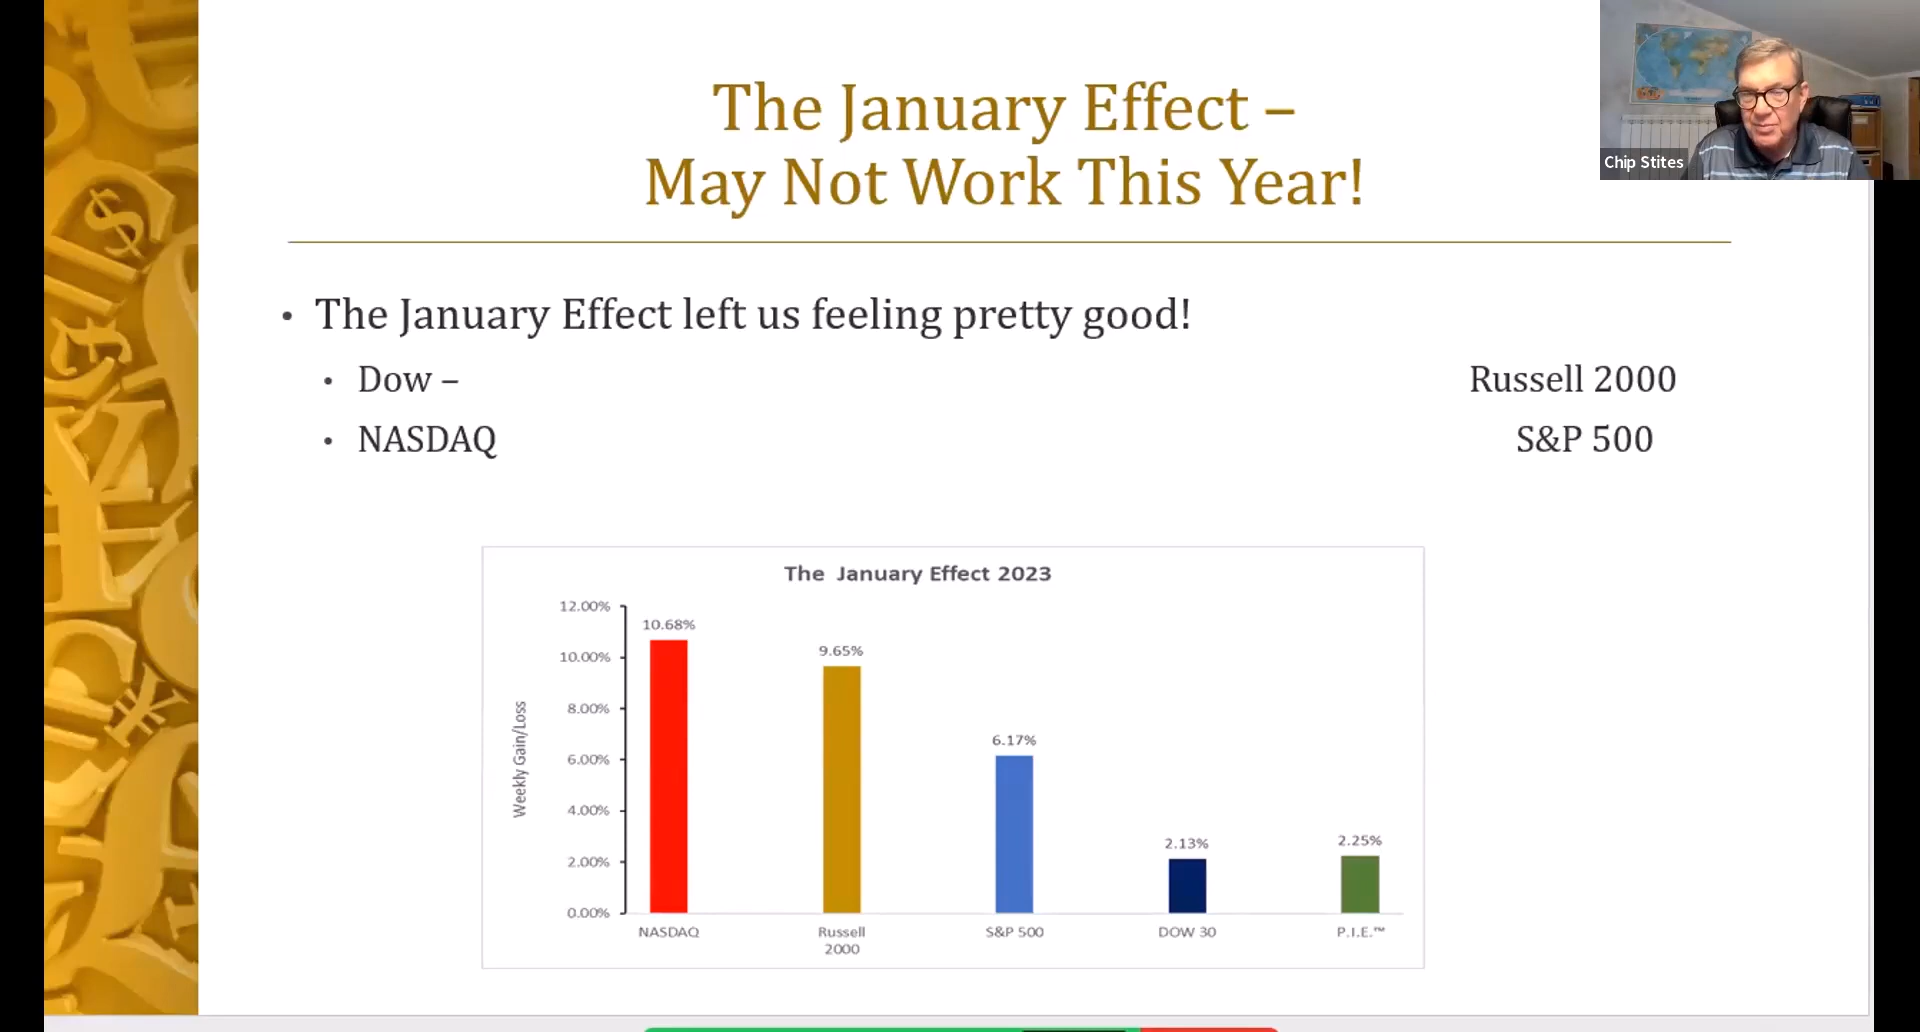 The January Effect –
May Not Work This Year!
Chip Stites
• The January Effect left us feeling pretty good!
• Dow – Russell 2000
• NASDAQ S&P 500
The January Effect 2023
Weekly Gain/Loss
12.00%
10.00%
8.00%
6.00%
4.00%
2.00%
0.00%
10.68%
9.65%
6.17%
2.13%
2.25%
NASDAQ
Russell
2000
S&P 500
DOW 30
P.I.E.™